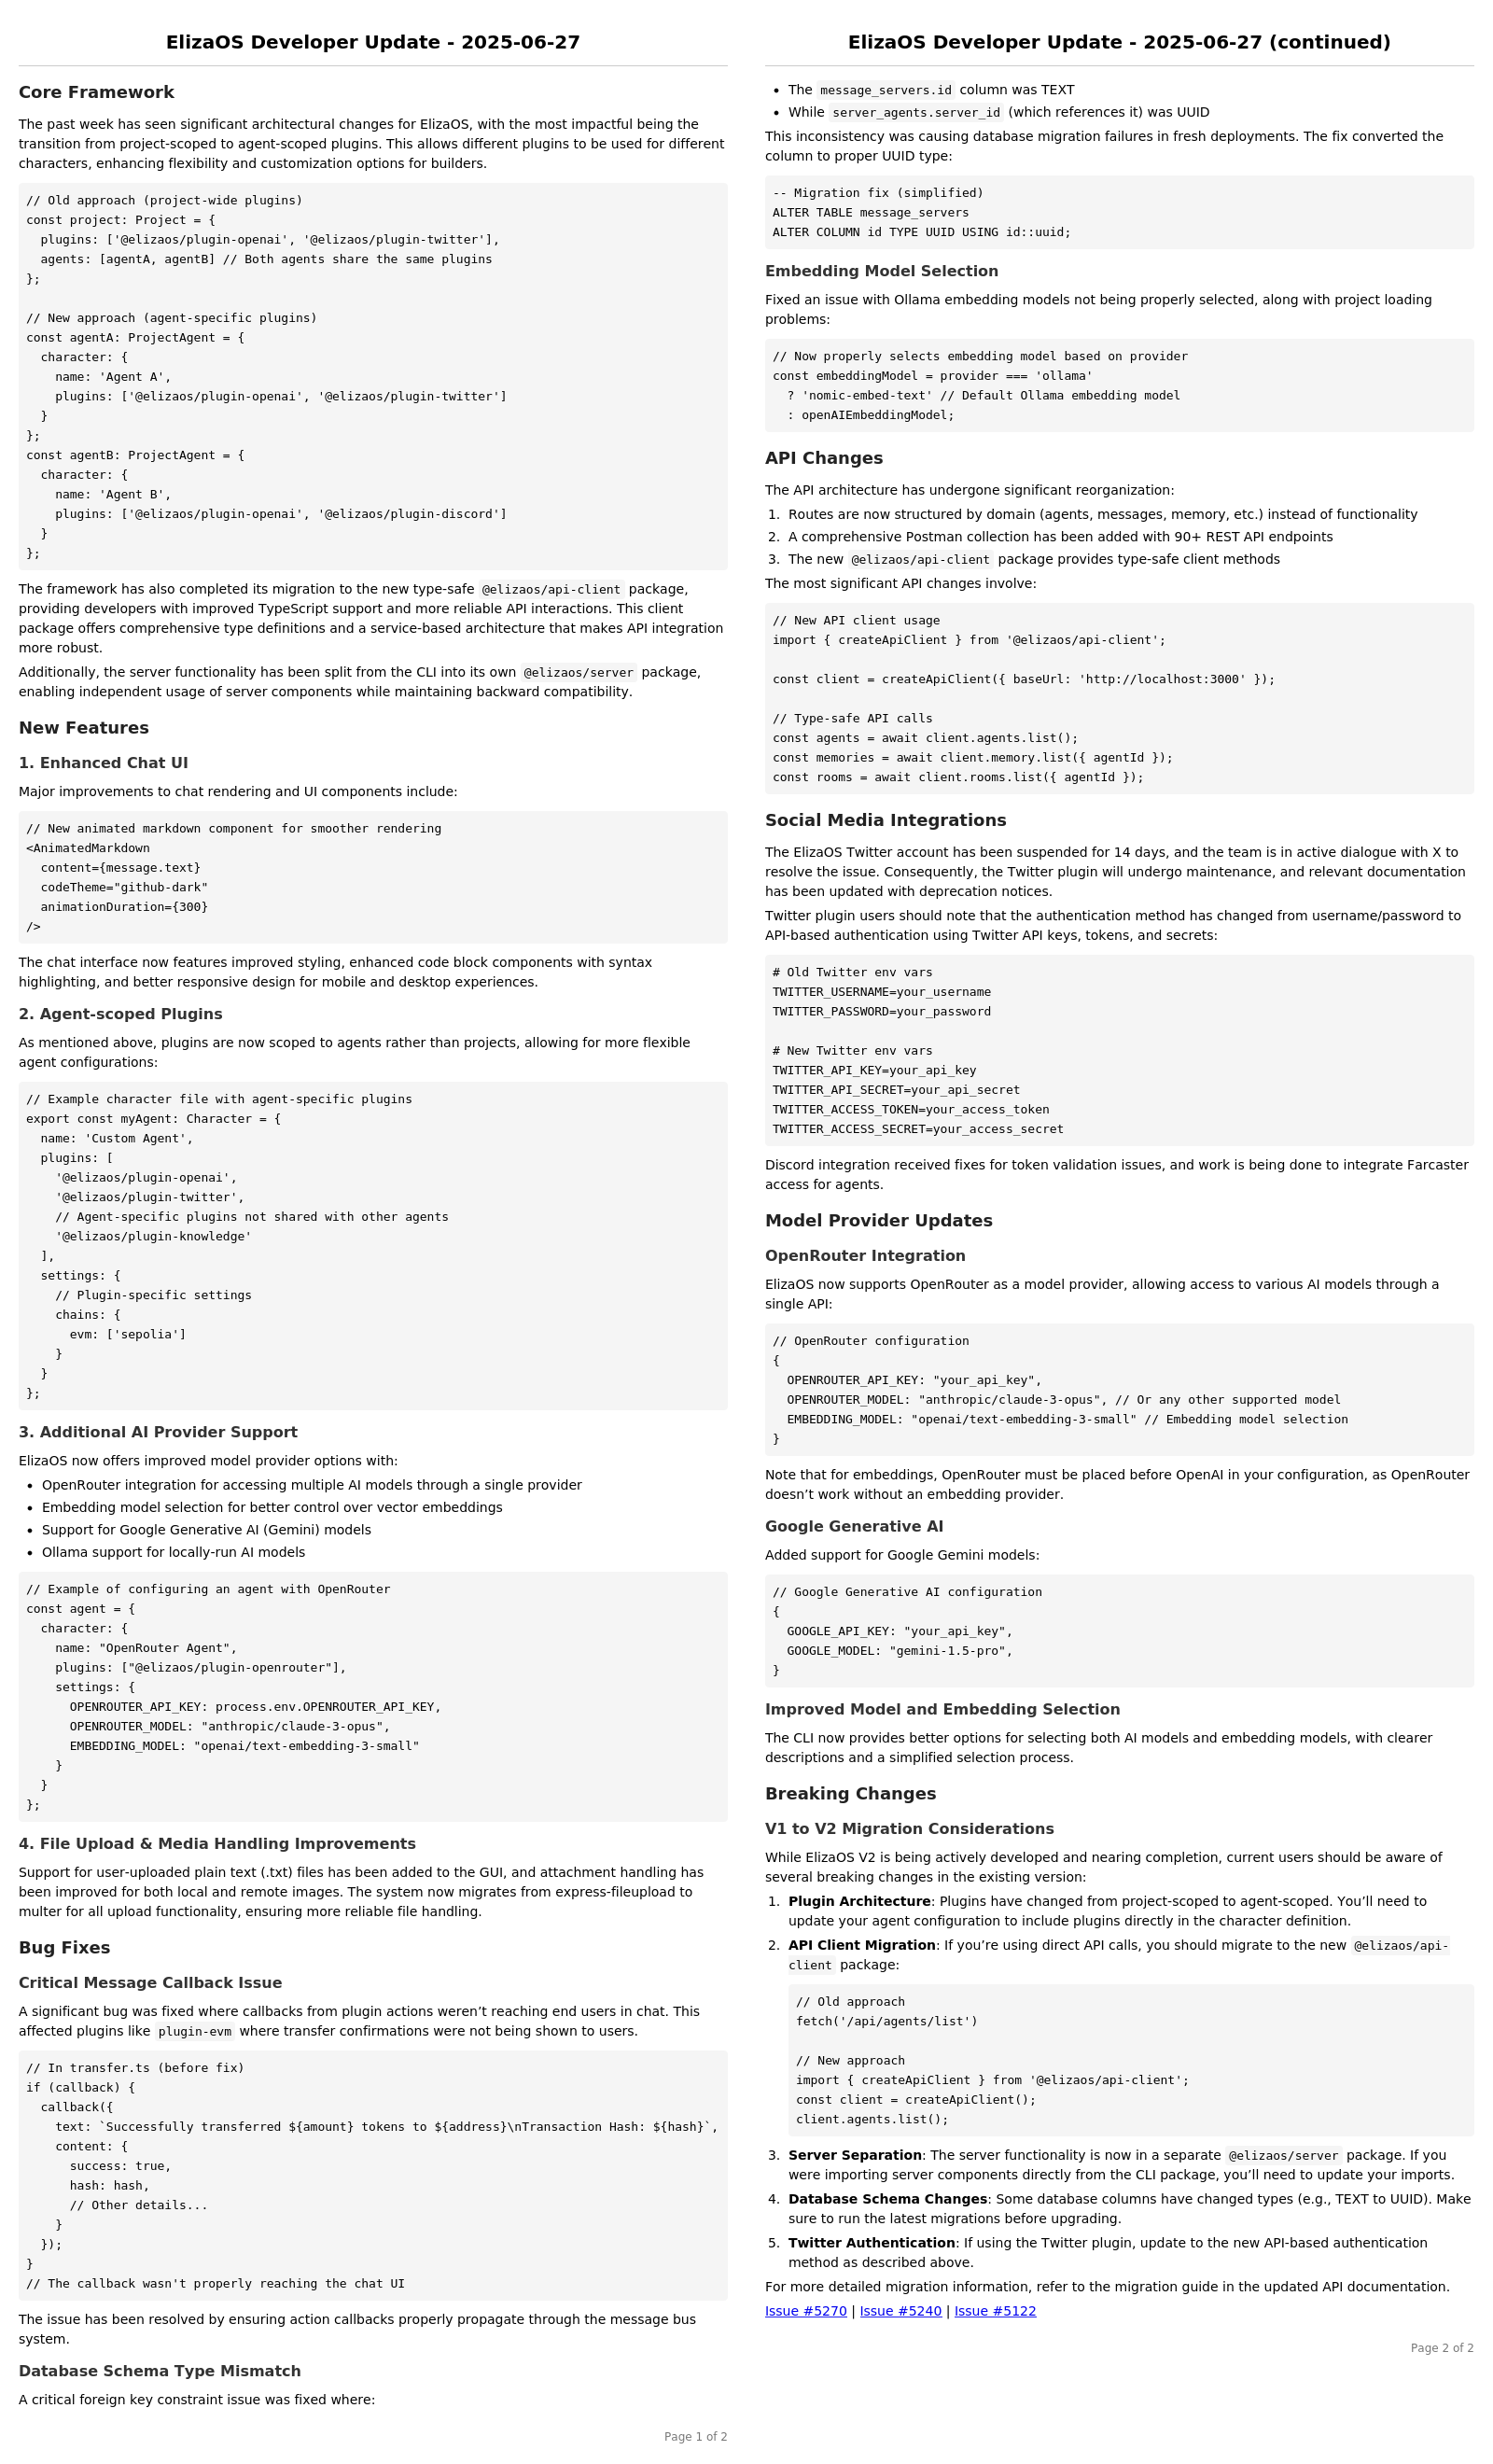 ElizaOS Developer Update - 2025-06-27
Core Framework
The past week has seen significant architectural changes for ElizaOS, with the most impactful being the
transition from project-scoped to agent-scoped plugins. This allows different plugins to be used for different
characters, enhancing flexibility and customization options for builders.
// Old approach (project-wide plugins)
const project: Project = {
  plugins: ['@elizaos/plugin-openai', '@elizaos/plugin-twitter'],
  agents: [agentA, agentB] // Both agents share the same plugins
};

// New approach (agent-specific plugins)
const agentA: ProjectAgent = {
  character: {
    name: 'Agent A',
    plugins: ['@elizaos/plugin-openai', '@elizaos/plugin-twitter']
  }
};
const agentB: ProjectAgent = {
  character: {
    name: 'Agent B',
    plugins: ['@elizaos/plugin-openai', '@elizaos/plugin-discord']
  }
};
The framework has also completed its migration to the new type-safe @elizaos/api-client package,
providing developers with improved TypeScript support and more reliable API interactions. This client
package offers comprehensive type definitions and a service-based architecture that makes API integration
more robust.
Additionally, the server functionality has been split from the CLI into its own @elizaos/server package,
enabling independent usage of server components while maintaining backward compatibility.
New Features
1. Enhanced Chat UI
Major improvements to chat rendering and UI components include:
// New animated markdown component for smoother rendering
<AnimatedMarkdown
  content={message.text}
  codeTheme="github-dark"
  animationDuration={300}
/>
The chat interface now features improved styling, enhanced code block components with syntax
highlighting, and better responsive design for mobile and desktop experiences.
2. Agent-scoped Plugins
As mentioned above, plugins are now scoped to agents rather than projects, allowing for more flexible
agent configurations:
// Example character file with agent-specific plugins
export const myAgent: Character = {
  name: 'Custom Agent',
  plugins: [
    '@elizaos/plugin-openai',
    '@elizaos/plugin-twitter',
    // Agent-specific plugins not shared with other agents
    '@elizaos/plugin-knowledge'
  ],
  settings: {
    // Plugin-specific settings
    chains: {
      evm: ['sepolia']
    }
  }
};
3. Additional AI Provider Support
ElizaOS now offers improved model provider options with:
• OpenRouter integration for accessing multiple AI models through a single provider
• Embedding model selection for better control over vector embeddings
• Support for Google Generative AI (Gemini) models
• Ollama support for locally-run AI models
// Example of configuring an agent with OpenRouter
const agent = {
  character: {
    name: "OpenRouter Agent",
    plugins: ["@elizaos/plugin-openrouter"],
    settings: {
      OPENROUTER_API_KEY: process.env.OPENROUTER_API_KEY,
      OPENROUTER_MODEL: "anthropic/claude-3-opus",
      EMBEDDING_MODEL: "openai/text-embedding-3-small"
    }
  }
};
4. File Upload & Media Handling Improvements
Support for user-uploaded plain text (.txt) files has been added to the GUI, and attachment handling has
been improved for both local and remote images. The system now migrates from express-fileupload to
multer for all upload functionality, ensuring more reliable file handling.
Bug Fixes
Critical Message Callback Issue
A significant bug was fixed where callbacks from plugin actions weren’t reaching end users in chat. This
affected plugins like plugin-evm where transfer confirmations were not being shown to users.
// In transfer.ts (before fix)
if (callback) {
  callback({
    text: `Successfully transferred ${amount} tokens to ${address}\nTransaction Hash: ${hash}`,
    content: {
      success: true,
      hash: hash,
      // Other details...
    }
  });
}
// The callback wasn't properly reaching the chat UI
The issue has been resolved by ensuring action callbacks properly propagate through the message bus
system.
Database Schema Type Mismatch
A critical foreign key constraint issue was fixed where:
Page 1 of 2
ElizaOS Developer Update - 2025-06-27 (continued)
• The message_servers.id column was TEXT
• While server_agents.server_id (which references it) was UUID
This inconsistency was causing database migration failures in fresh deployments. The fix converted the
column to proper UUID type:
-- Migration fix (simplified)
ALTER TABLE message_servers
ALTER COLUMN id TYPE UUID USING id::uuid;
Embedding Model Selection
Fixed an issue with Ollama embedding models not being properly selected, along with project loading
problems:
// Now properly selects embedding model based on provider
const embeddingModel = provider === 'ollama'
  ? 'nomic-embed-text' // Default Ollama embedding model
  : openAIEmbeddingModel;
API Changes
The API architecture has undergone significant reorganization:
1. Routes are now structured by domain (agents, messages, memory, etc.) instead of functionality
2. A comprehensive Postman collection has been added with 90+ REST API endpoints
3. The new @elizaos/api-client package provides type-safe client methods
The most significant API changes involve:
// New API client usage
import { createApiClient } from '@elizaos/api-client';

const client = createApiClient({ baseUrl: 'http://localhost:3000' });

// Type-safe API calls
const agents = await client.agents.list();
const memories = await client.memory.list({ agentId });
const rooms = await client.rooms.list({ agentId });
Social Media Integrations
The ElizaOS Twitter account has been suspended for 14 days, and the team is in active dialogue with X to
resolve the issue. Consequently, the Twitter plugin will undergo maintenance, and relevant documentation
has been updated with deprecation notices.
Twitter plugin users should note that the authentication method has changed from username/password to
API-based authentication using Twitter API keys, tokens, and secrets:
# Old Twitter env vars
TWITTER_USERNAME=your_username
TWITTER_PASSWORD=your_password

# New Twitter env vars
TWITTER_API_KEY=your_api_key
TWITTER_API_SECRET=your_api_secret
TWITTER_ACCESS_TOKEN=your_access_token
TWITTER_ACCESS_SECRET=your_access_secret
Discord integration received fixes for token validation issues, and work is being done to integrate Farcaster
access for agents.
Model Provider Updates
OpenRouter Integration
ElizaOS now supports OpenRouter as a model provider, allowing access to various AI models through a
single API:
// OpenRouter configuration
{
  OPENROUTER_API_KEY: "your_api_key",
  OPENROUTER_MODEL: "anthropic/claude-3-opus", // Or any other supported model
  EMBEDDING_MODEL: "openai/text-embedding-3-small" // Embedding model selection
}
Note that for embeddings, OpenRouter must be placed before OpenAI in your configuration, as OpenRouter
doesn’t work without an embedding provider.
Google Generative AI
Added support for Google Gemini models:
// Google Generative AI configuration
{
  GOOGLE_API_KEY: "your_api_key",
  GOOGLE_MODEL: "gemini-1.5-pro",
}
Improved Model and Embedding Selection
The CLI now provides better options for selecting both AI models and embedding models, with clearer
descriptions and a simplified selection process.
Breaking Changes
V1 to V2 Migration Considerations
While ElizaOS V2 is being actively developed and nearing completion, current users should be aware of
several breaking changes in the existing version:
1. Plugin Architecture: Plugins have changed from project-scoped to agent-scoped. You’ll need to
update your agent configuration to include plugins directly in the character definition.
2. API Client Migration: If you’re using direct API calls, you should migrate to the new @elizaos/api-
client package:
// Old approach
fetch('/api/agents/list')

// New approach
import { createApiClient } from '@elizaos/api-client';
const client = createApiClient();
client.agents.list();
3. Server Separation: The server functionality is now in a separate @elizaos/server package. If you
were importing server components directly from the CLI package, you’ll need to update your imports.
4. Database Schema Changes: Some database columns have changed types (e.g., TEXT to UUID). Make
sure to run the latest migrations before upgrading.
5. Twitter Authentication: If using the Twitter plugin, update to the new API-based authentication
method as described above.
For more detailed migration information, refer to the migration guide in the updated API documentation.
Issue #5270 | Issue #5240 | Issue #5122
Page 2 of 2